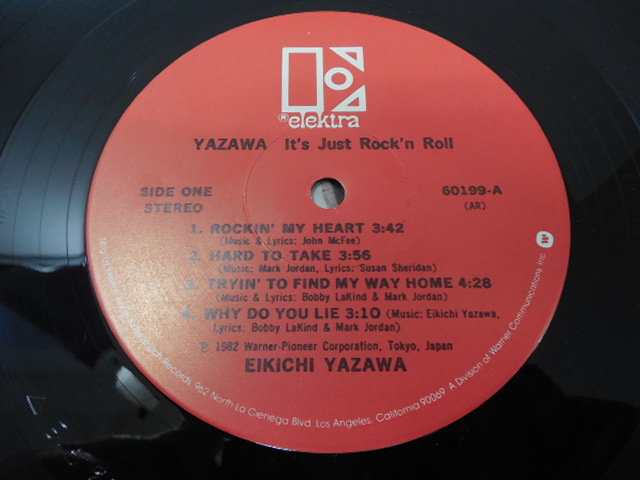 ® elektra
YAZAWA It's Just Rock'n Roll
SIDE ONE
STEREO
60199-A
(AR)
1. ROCKIN' MY HEART 3:42
(Music & Lyrics: John McFee)
2. HARD TO TAKE 3:56
(Music: Mark Jordan, Lyrics: Susan Sheridan)
3. TRYIN' TO FIND MY WAY HOME 4:28
(Music & Lyrics: Bobby LaKind & Mark Jordan)
4. WHY DO YOU LIE 3:10 (Music: Eikichi Yazawa,
Lyrics: Bobby LaKind & Mark Jordan)
℗ 1982 Warner-Pioneer Corporation, Tokyo, Japan
EIKICHI YAZAWA
Records, 962 North La Cienega Blvd. Los Angeles, California 90069. A Division of Warner Communications Inc.